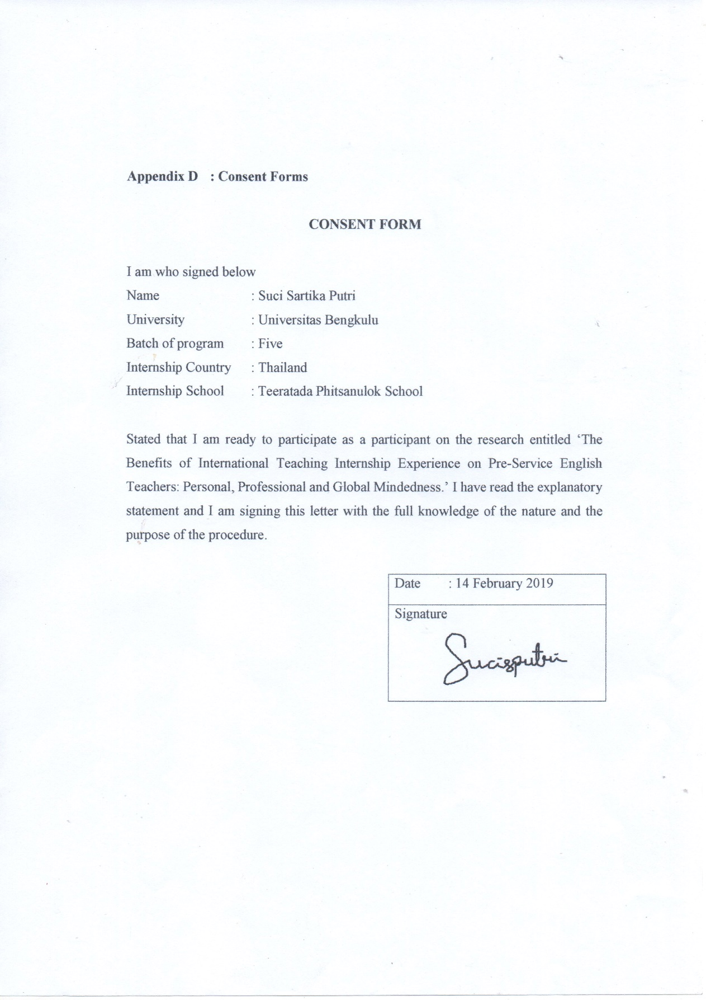 Appendix D : Consent Forms
CONSENT FORM
I am who signed below
Name : Suci Sartika Putri
University : Universitas Bengkulu
Batch of program : Five
Internship Country : Thailand
Internship School : Teeratada Phitsanulok School
Stated that I am ready to participate as a participant on the research entitled ‘The
Benefits of International Teaching Internship Experience on Pre-Service English
Teachers: Personal, Professional and Global Mindedness.’ I have read the explanatory
statement and I am signing this letter with the full knowledge of the nature and the
purpose of the procedure.
Date : 14 February 2019
Signature
Sucisputri